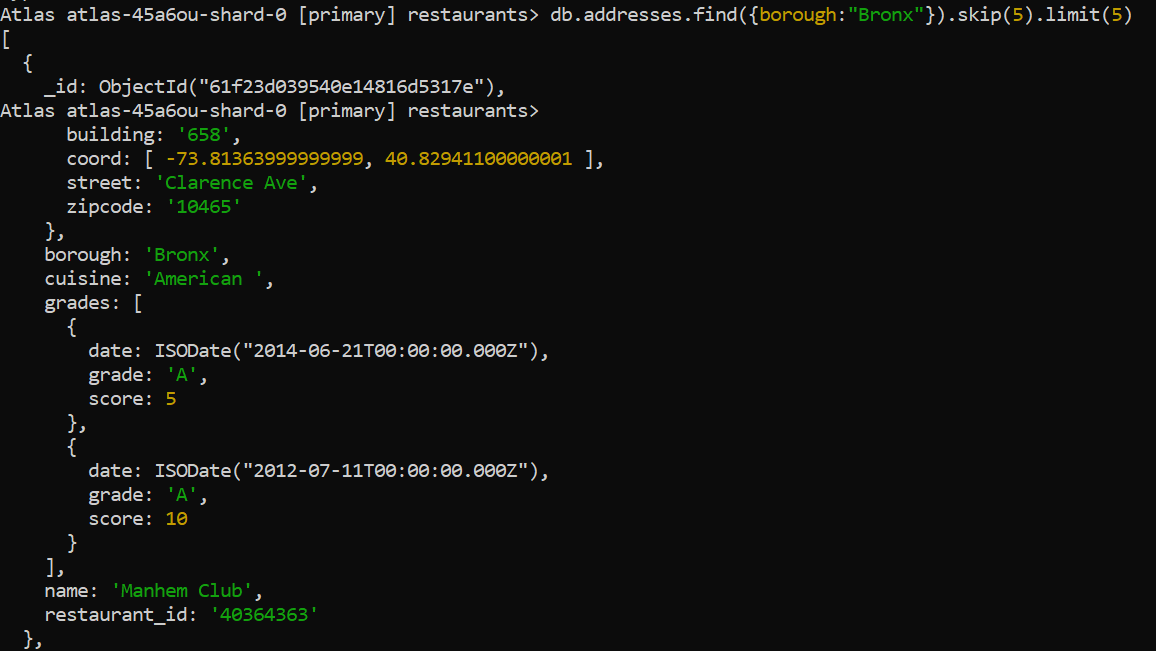 Atlas atlas-45a6ou-shard-0 [primary] restaurants> db.addresses.find({borough:"Bronx"}).skip(5).limit(5)
[
  {
    _id: ObjectId("61f23d039540e14816d5317e"),
Atlas atlas-45a6ou-shard-0 [primary] restaurants>
      building: '658',
      coord: [ -73.81363999999999, 40.82941100000001 ],
      street: 'Clarence Ave',
      zipcode: '10465'
    },
    borough: 'Bronx',
    cuisine: 'American ',
    grades: [
      {
        date: ISODate("2014-06-21T00:00:00.000Z"),
        grade: 'A',
        score: 5
      },
      {
        date: ISODate("2012-07-11T00:00:00.000Z"),
        grade: 'A',
        score: 10
      }
    ],
    name: 'Manhem Club',
    restaurant_id: '40364363'
  },